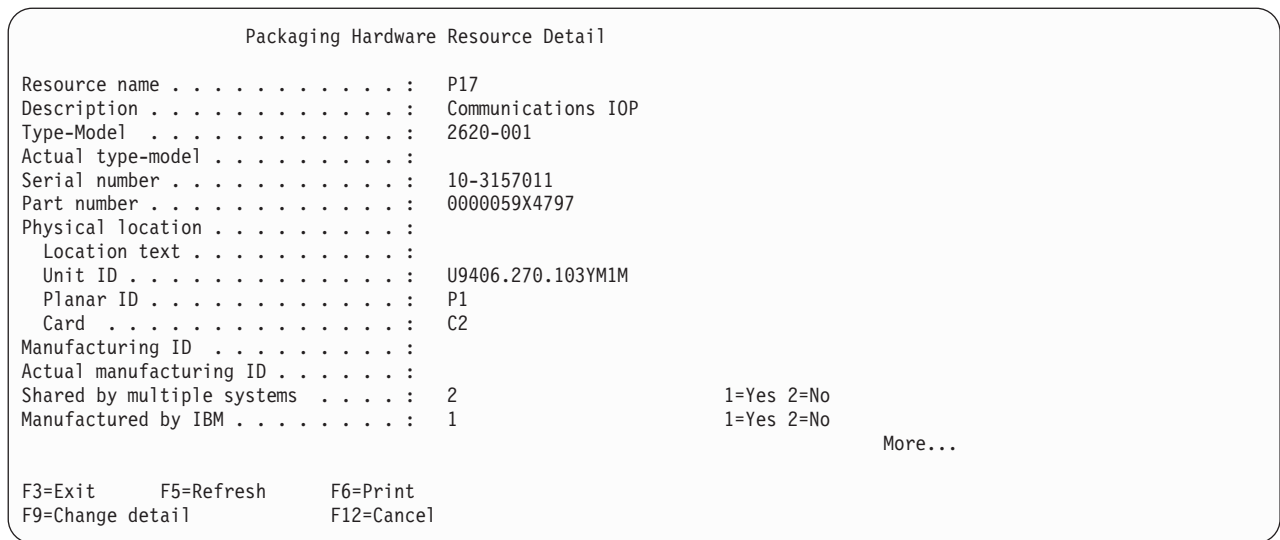 Packaging Hardware Resource Detail
Resource name . . . . . . . . . . . : P17
Description . . . . . . . . . . . . : Communications IOP
Type-Model . . . . . . . . . . . . : 2620-001
Actual type-model . . . . . . . . . :
Serial number . . . . . . . . . . . : 10-3157011
Part number . . . . . . . . . . . . : 0000059X4797
Physical location . . . . . . . . . :
Location text . . . . . . . . . . :
Unit ID . . . . . . . . . . . . . : U9406.270.103YM1M
Planar ID . . . . . . . . . . . . : P1
Card . . . . . . . . . . . . . . : C2
Manufacturing ID . . . . . . . . . :
Actual manufacturing ID . . . . . . :
Shared by multiple systems . . . . : 2 1=Yes 2=No
Manufactured by IBM . . . . . . . . : 1 1=Yes 2=No
More...
F3=Exit F5=Refresh F6=Print
F9=Change detail F12=Cancel